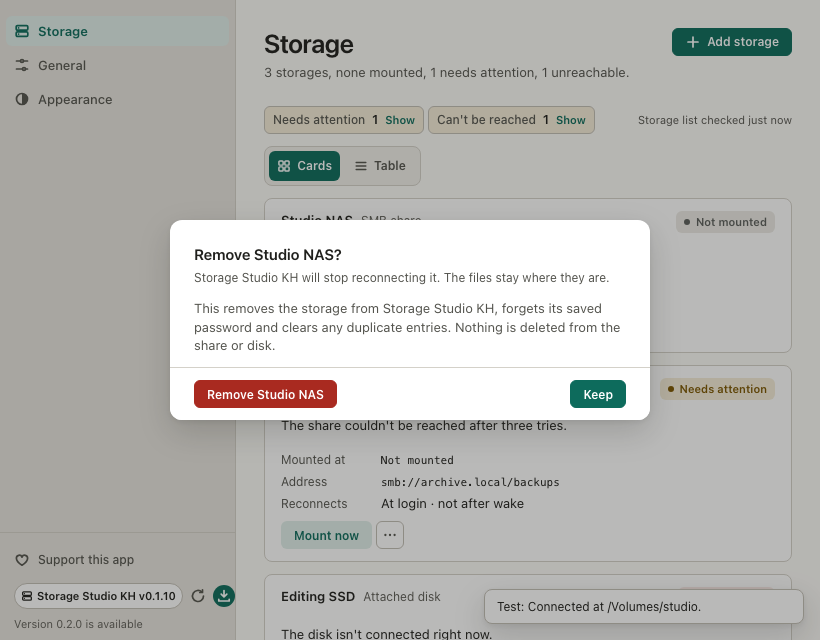 Storage
General
Appearance
Support this app
Storage Studio KH v0.1.10
Version 0.2.0 is available
Storage
Add storage
3 storages, none mounted, 1 needs attention, 1 unreachable.
Needs attention 1 Show
Can't be reached 1 Show
Storage list checked just now
Cards
Table
Studio NAS SMB share
Not mounted
Remove Studio NAS?
Storage Studio KH will stop reconnecting it. The files stay where they are.
This removes the storage from Storage Studio KH, forgets its saved
password and clears any duplicate entries. Nothing is deleted from the
share or disk.
Remove Studio NAS
Keep
Needs attention
The share couldn't be reached after three tries.
Mounted at Not mounted
Address smb://archive.local/backups
Reconnects At login · not after wake
Mount now
Editing SSD Attached disk
The disk isn't connected right now.
Test: Connected at /Volumes/studio.